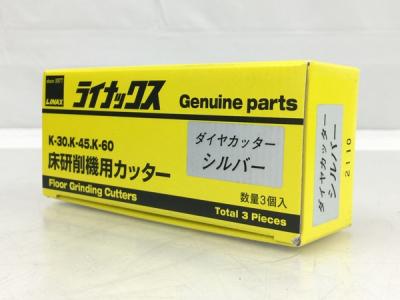 since 1977
LINAX
ライナックス
Genuine parts
K-30.K-45.K-60
床研削機用カッター
Floor Grinding Cutters
ダイヤカッター
シルバー
数量3個入
Total 3 Pieces
ダイヤカッター
シルバー
2110